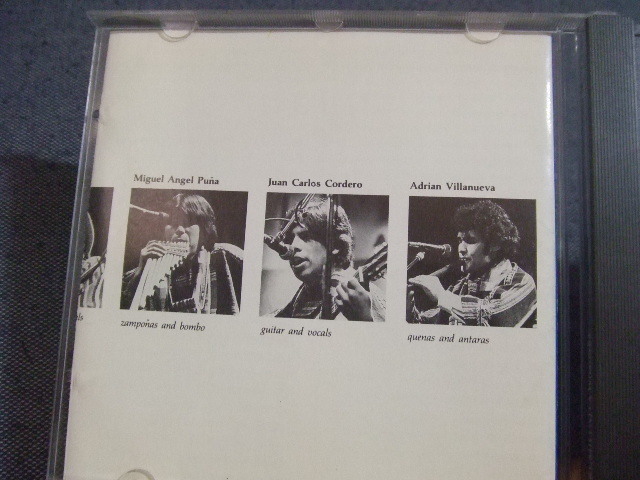 Miguel Angel Puña
Juan Carlos Cordero
Adrian Villanueva
zampoñas and bombo
guitar and vocals
quenas and antaras